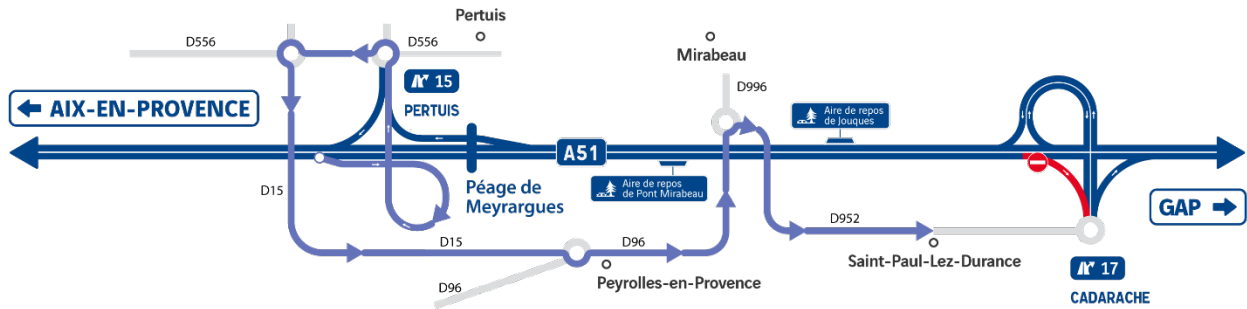 Pertuis
D556
D556
Mirabeau
15
PERTUIS
D996
← AIX-EN-PROVENCE
Aire de repos
de Jouques
A51
D15
Péage de
Meyrargues
Aire de repos
de Pont Mirabeau
GAP →
D952
D15
D96
Saint-Paul-Lez-Durance
17
CADARACHE
Peyrolles-en-Provence
D96